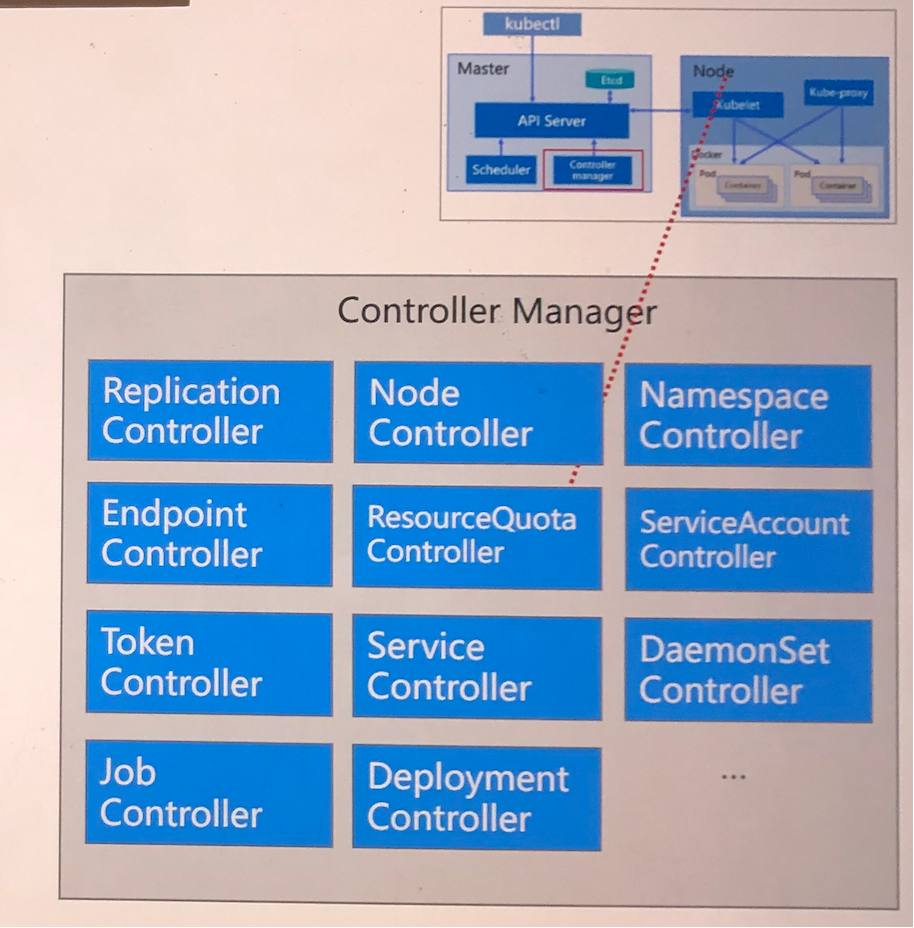 kubectl
Master
Etcd
API Server
Scheduler
Controller
manager
Node
Kubelet
Kube-proxy
Docker
Pod
Container
Pod
Container
Controller Manager
Replication
Controller
Node
Controller
Namespace
Controller
Endpoint
Controller
ResourceQuota
Controller
ServiceAccount
Controller
Token
Controller
Service
Controller
DaemonSet
Controller
Job
Controller
Deployment
Controller
...